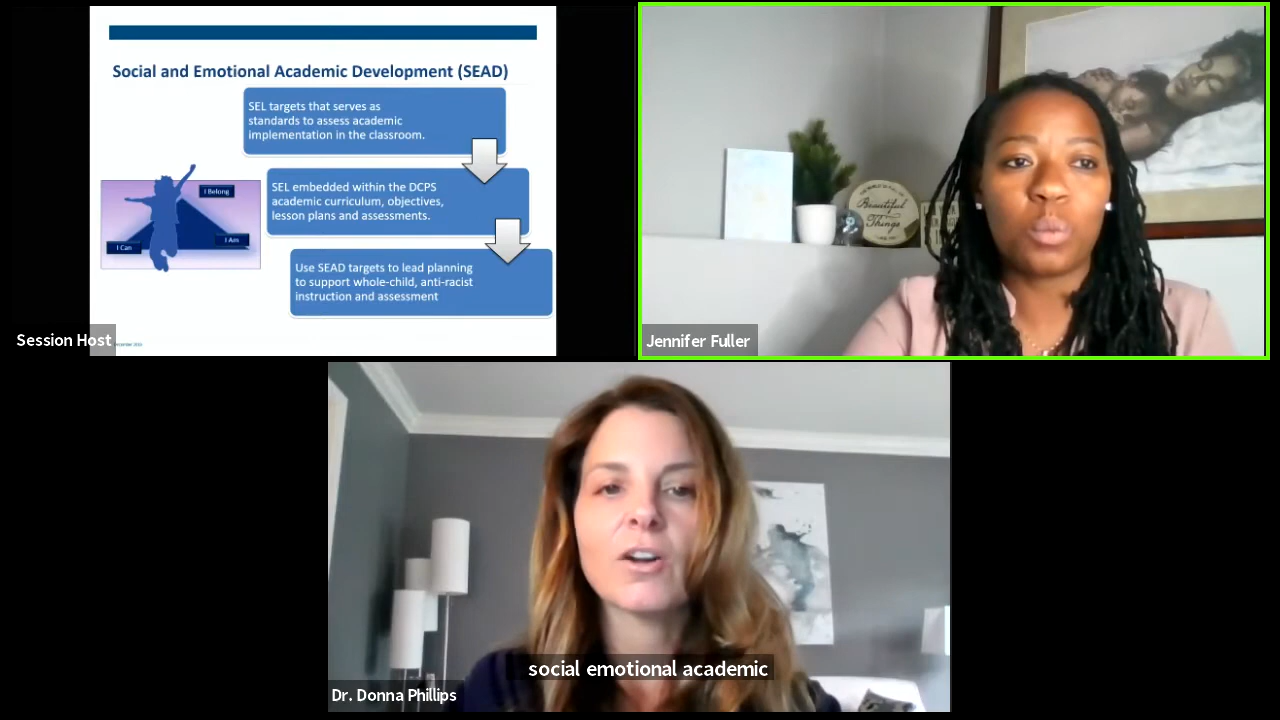 Social and Emotional Academic Development (SEAD)
SEL targets that serves as
standards to assess academic
implementation in the classroom.
SEL embedded within the DCPS
academic curriculum, objectives,
lesson plans and assessments.
Use SEAD targets to lead planning
to support whole-child, anti-racist
instruction and assessment
I Belong
I Can
I Am
Session Host
Beautiful
Things
Jennifer Fuller
social emotional academic
Dr. Donna Phillips